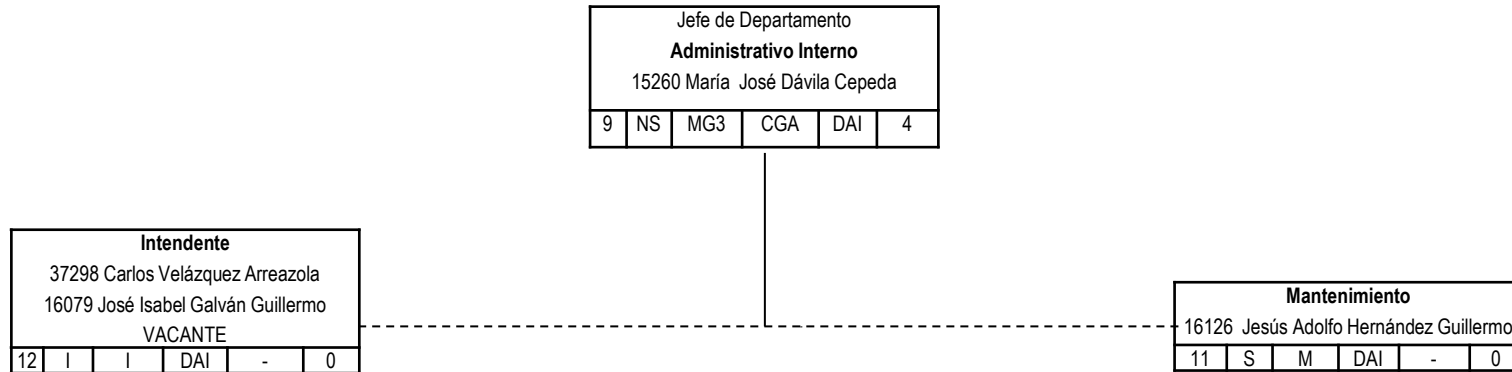 Jefe de Departamento
Administrativo Interno
15260 María José Dávila Cepeda
9 NS MG3 CGA DAI 4
Intendente
37298 Carlos Velázquez Arreazola
16079 José Isabel Galván Guillermo
VACANTE
12 I I DAI - 0
Mantenimiento
16126 Jesús Adolfo Hernández Guillermo
11 S M DAI - 0